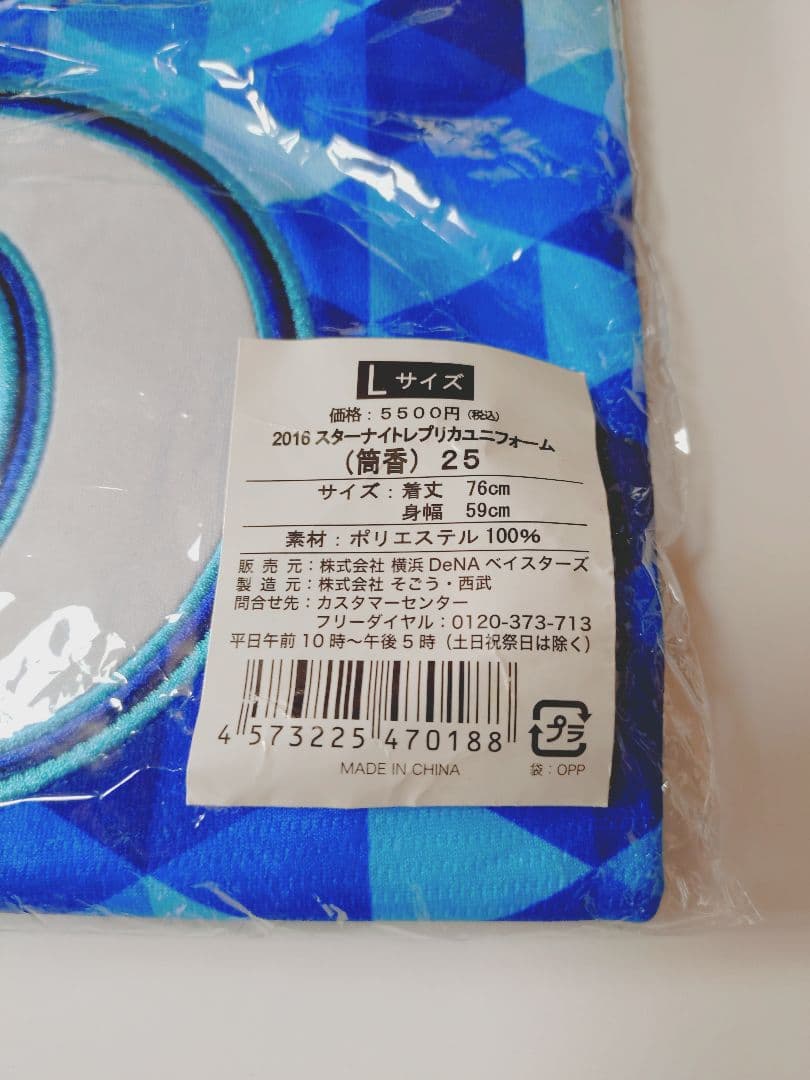 L サイズ
価格：５５００円（税込）
2016 スターナイトレプリカユニフォーム
（筒香）25
サイズ：着丈 76cm
身幅 59cm
素材：ポリエステル 100%
販売元：株式会社 横浜 DeNA ベイスターズ
製造元：株式会社 そごう・西武
問合せ先：カスタマーセンター
フリーダイヤル：0120-373-713
平日午前 10 時～午後 5 時（土日祝祭日は除く）
4 573225 470188
プラ
MADE IN CHINA
袋：OPP